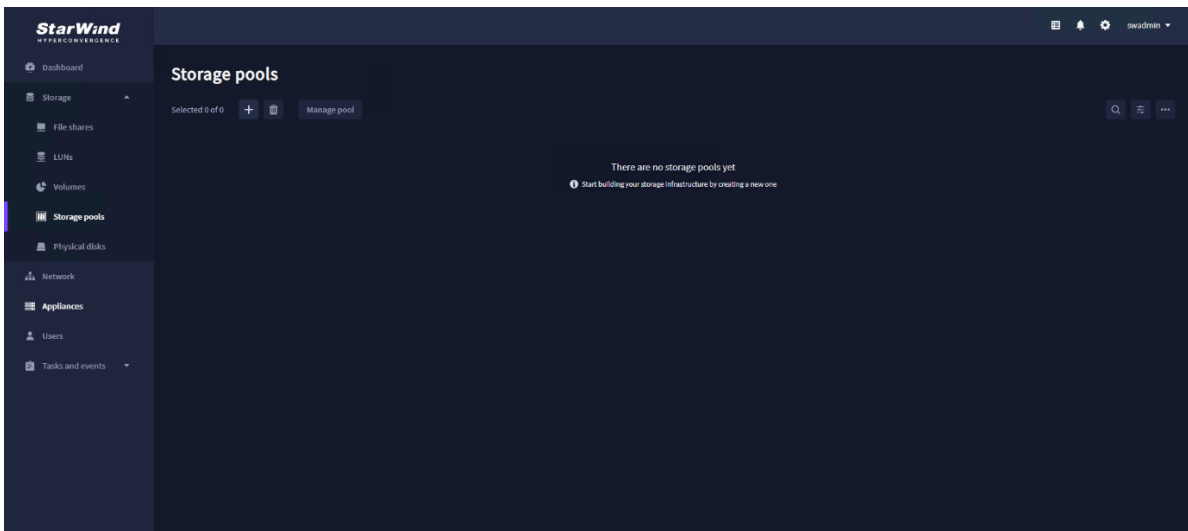 StarWind
HYPERCONVERGENCE
swadmin
Dashboard
Storage
File shares
LUNs
Volumes
Storage pools
Physical disks
Network
Appliances
Users
Tasks and events
Storage pools
Selected 0 of 0
Manage pool
There are no storage pools yet
Start building your storage infrastructure by creating a new one